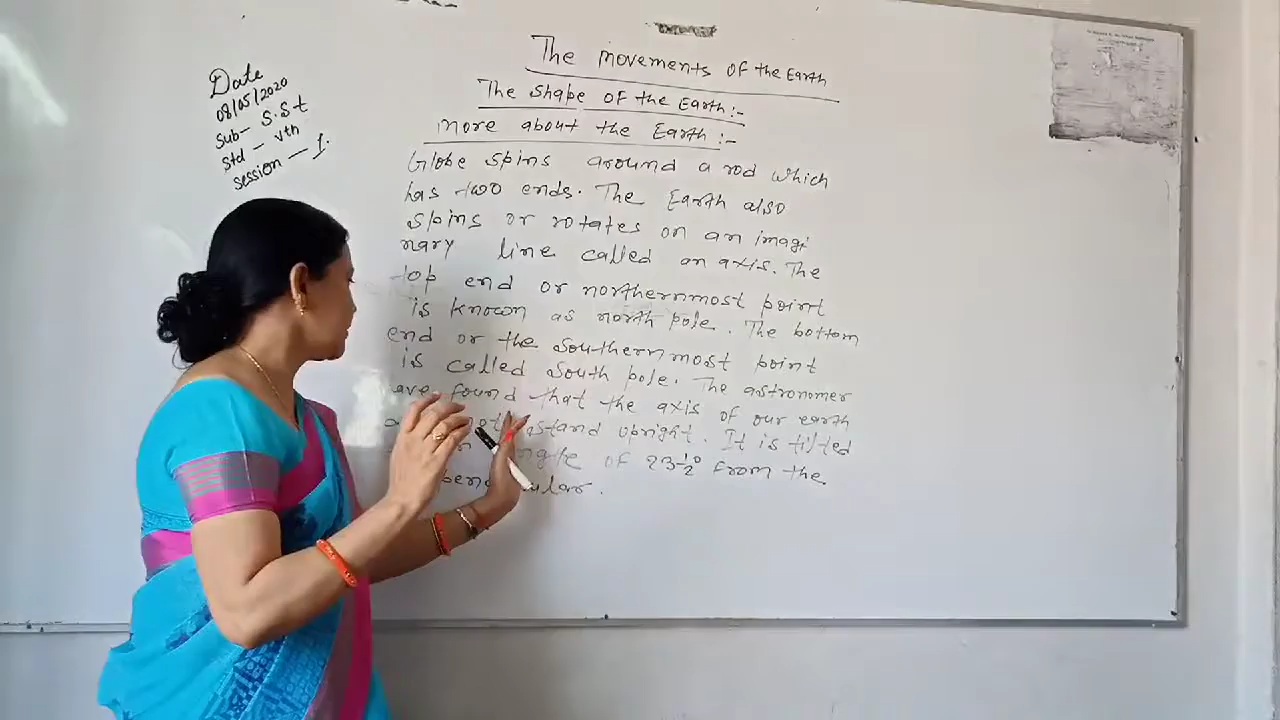 Date
08/05/2020
Sub- S.St
Std - Vth
session - 1.
The movements of the Earth
The shape of the Earth:-
more about the Earth:-
Globe spins around a rod which
has two ends. The Earth also
spins or rotates on an imagi
nary line called an axis. The
top end or northernmost point
is known as north pole. The bottom
end or the southernmost point
is called south pole. The astronomer
are found that the axis of our earth
upright. It is tilted
of 23½° from the